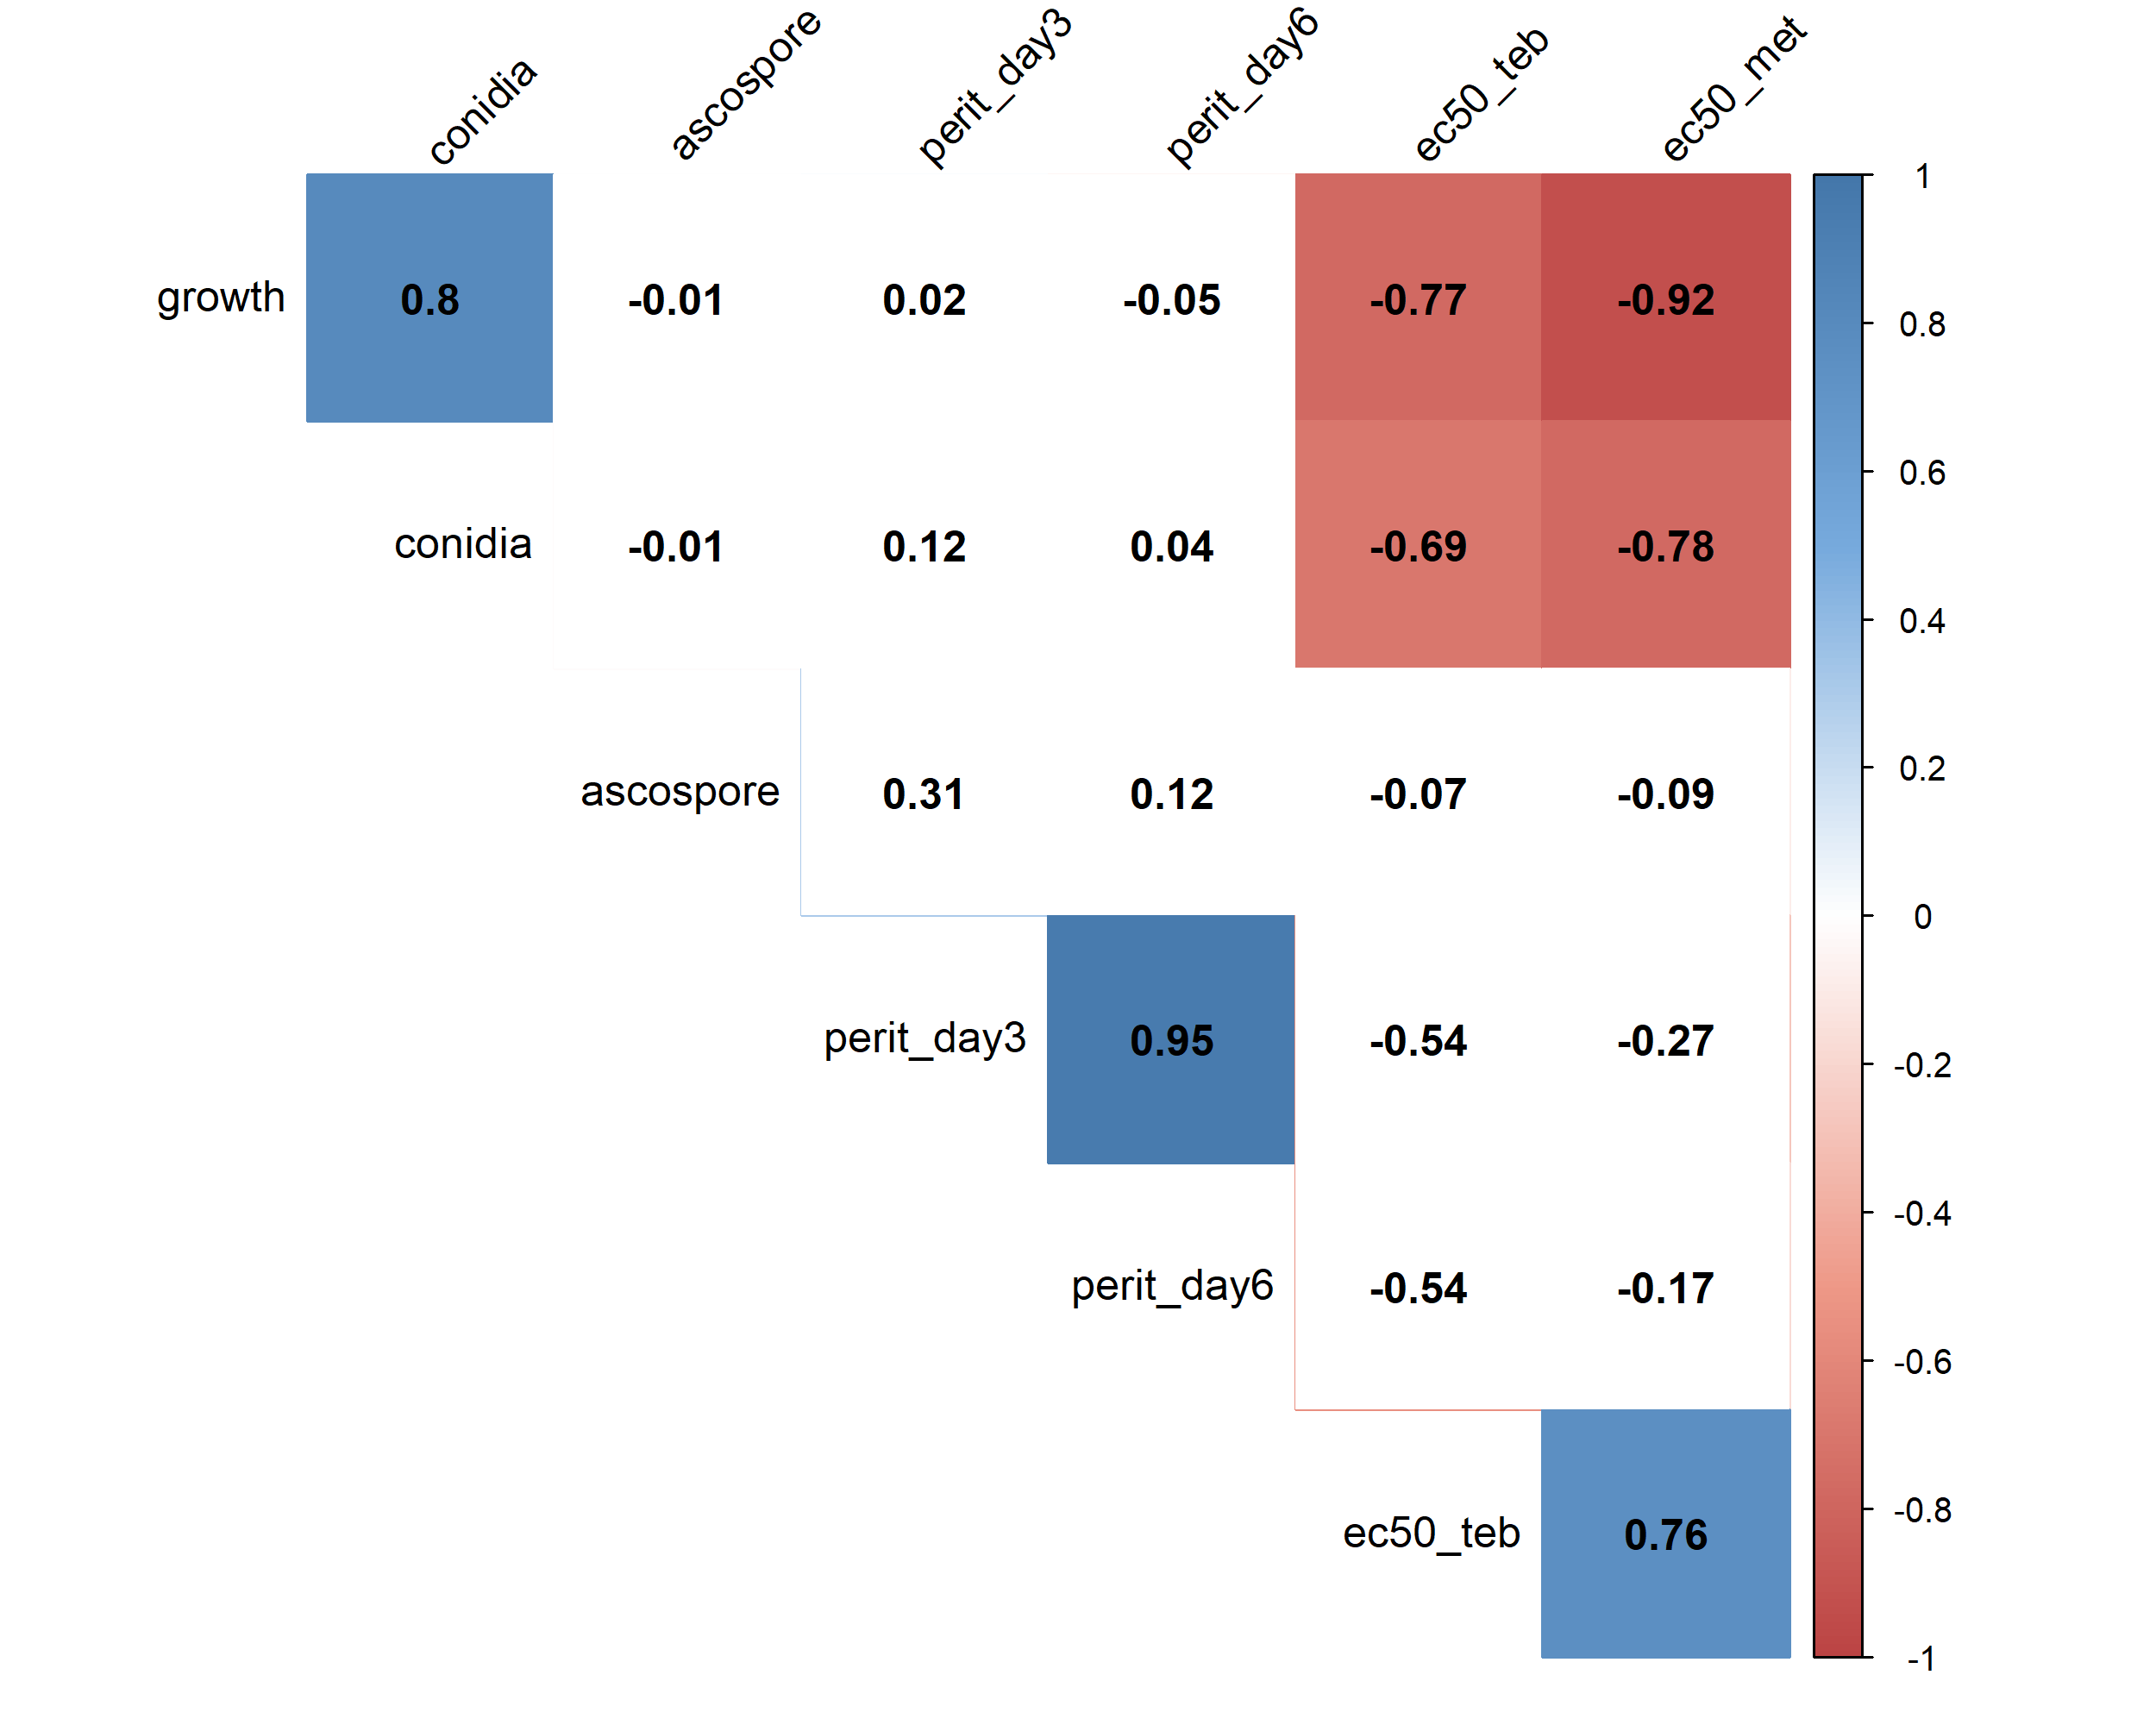 conidia ascospore perit_day3 perit_day6 ec50_teb ec50_met
growth 0.8 -0.01 0.02 -0.05 -0.77 -0.92
conidia -0.01 0.12 0.04 -0.69 -0.78
ascospore 0.31 0.12 -0.07 -0.09
perit_day3 0.95 -0.54 -0.27
perit_day6 -0.54 -0.17
ec50_teb 0.76
1
0.8
0.6
0.4
0.2
0
-0.2
-0.4
-0.6
-0.8
-1